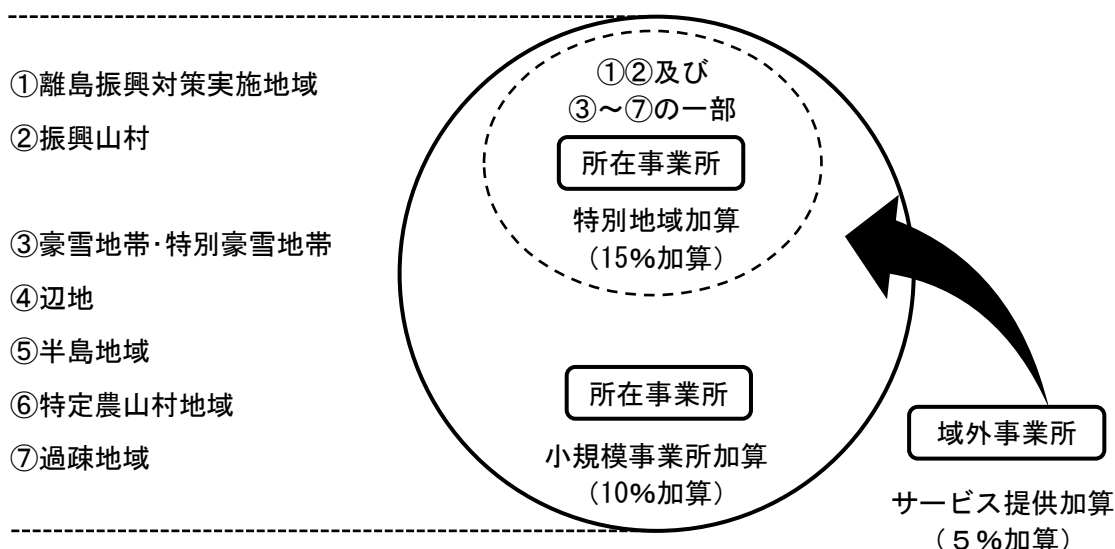 ①離島振興対策実施地域
②振興山村
③豪雪地帯・特別豪雪地帯
④辺地
⑤半島地域
⑥特定農山村地域
⑦過疎地域
①②及び
③～⑦の一部
所在事業所
特別地域加算
（15％加算）
所在事業所
小規模事業所加算
（10％加算）
域外事業所
サービス提供加算
（５％加算）